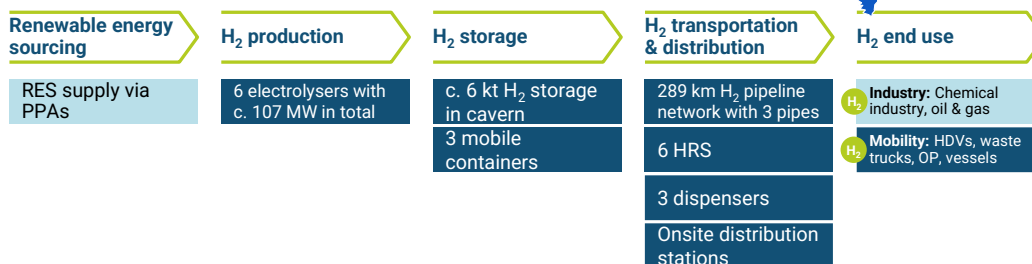 Renewable energy
sourcing
H₂ production
H₂ storage
H₂ transportation
& distribution
H₂ end use
RES supply via
PPAs
6 electrolysers with
c. 107 MW in total
c. 6 kt H₂ storage
in cavern
3 mobile
containers
289 km H₂ pipeline
network with 3 pipes
6 HRS
3 dispensers
Onsite distribution
stations
H₂
Industry: Chemical
industry, oil & gas
H₂
Mobility: HDVs, waste
trucks, OP, vessels